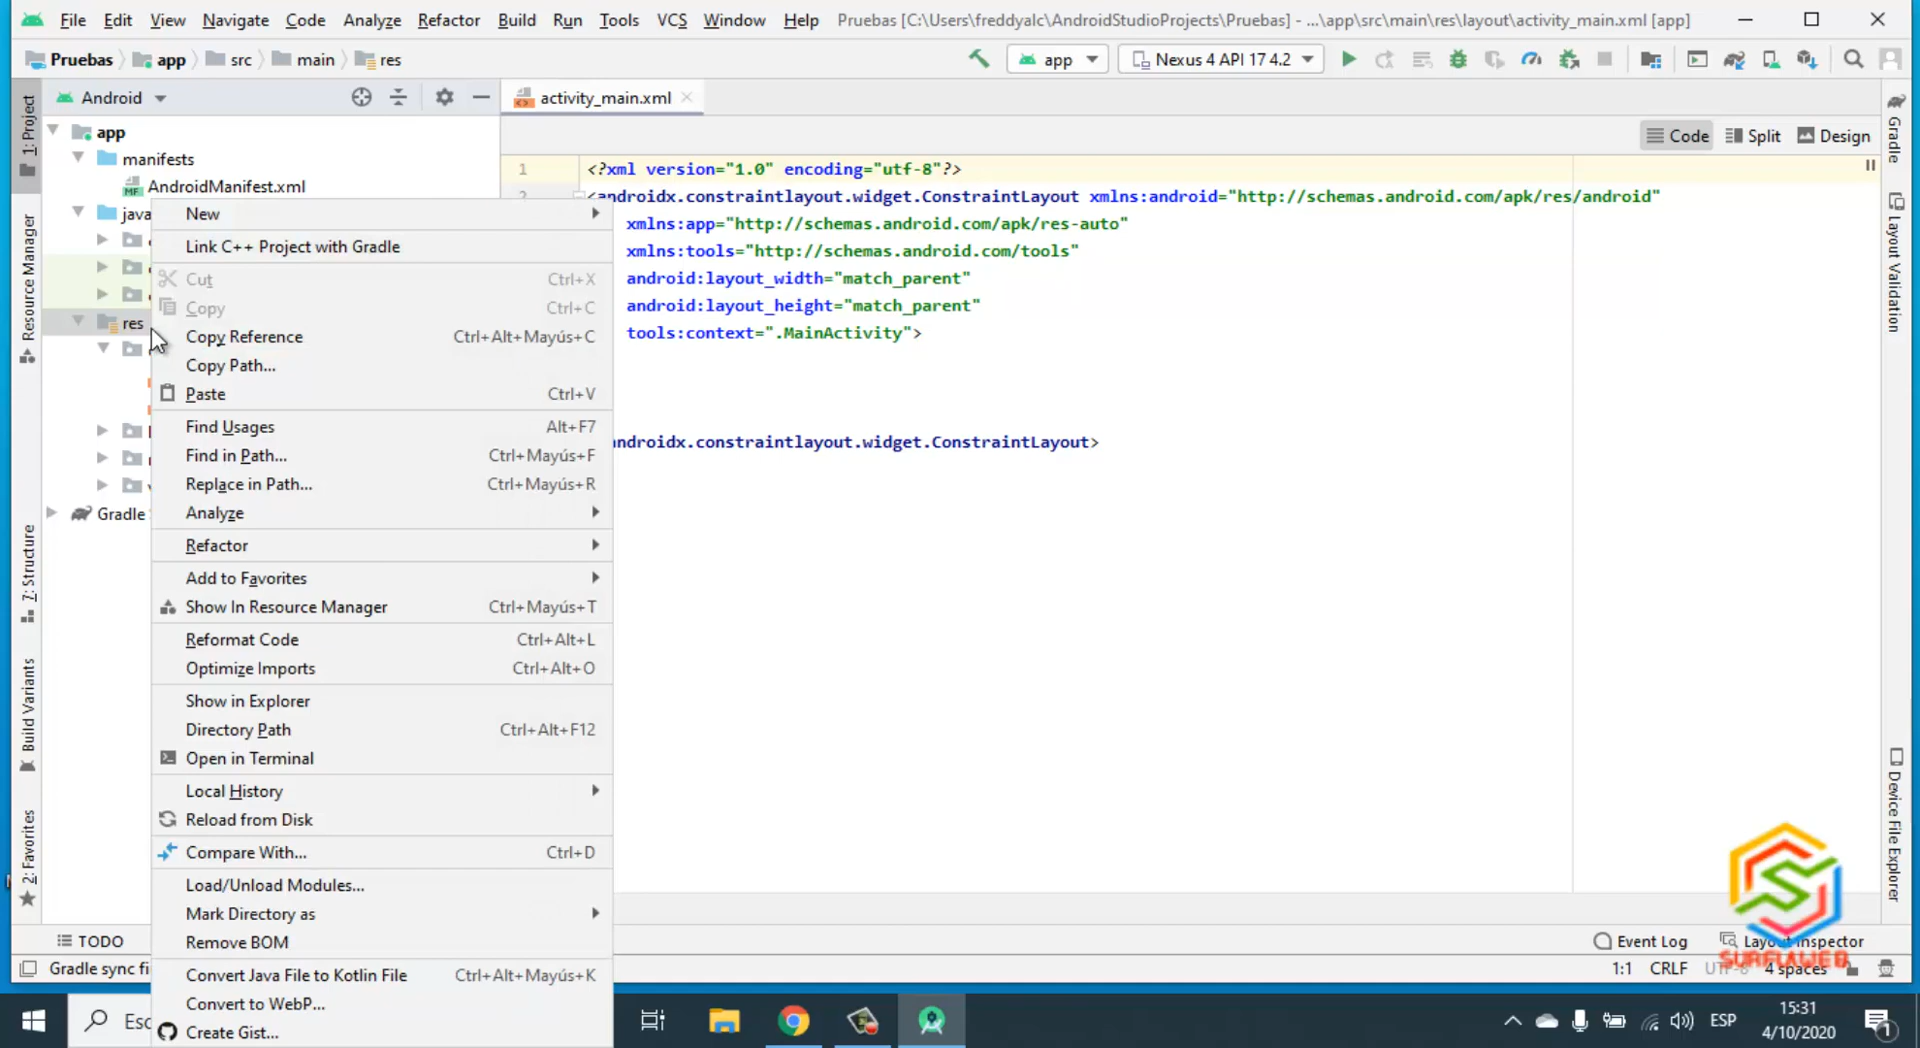 File Edit View Navigate Code Analyze Refactor Build Run Tools VCS Window Help Pruebas [C:\Users\freddyalc\AndroidStudioProjects\Pruebas] - ...\app\src\main\res\layout\activity_main.xml [app]
Pruebas app src main res app Nexus 4 API 17 4.2
Android activity_main.xml
Code Split Design
1: Project
Resource Manager
7: Structure
Build Variants
2: Favorites
app
manifests
AndroidManifest.xml
java
res
Gradle
New
Link C++ Project with Gradle
Cut Ctrl+X
Copy Ctrl+C
Copy Reference Ctrl+Alt+Mayús+C
Copy Path...
Paste Ctrl+V
Find Usages Alt+F7
Find in Path... Ctrl+Mayús+F
Replace in Path... Ctrl+Mayús+R
Analyze
Refactor
Add to Favorites
Show In Resource Manager Ctrl+Mayús+T
Reformat Code Ctrl+Alt+L
Optimize Imports Ctrl+Alt+O
Show in Explorer
Directory Path Ctrl+Alt+F12
Open in Terminal
Local History
Reload from Disk
Compare With... Ctrl+D
Load/Unload Modules...
Mark Directory as
Remove BOM
Convert Java File to Kotlin File Ctrl+Alt+Mayús+K
Convert to WebP...
Create Gist...
1 <?xml version="1.0" encoding="utf-8"?>
2 <androidx.constraintlayout.widget.ConstraintLayout xmlns:android="http://schemas.android.com/apk/res/android"
xmlns:app="http://schemas.android.com/apk/res-auto"
xmlns:tools="http://schemas.android.com/tools"
android:layout_width="match_parent"
android:layout_height="match_parent"
tools:context=".MainActivity">
ndroidx.constraintlayout.widget.ConstraintLayout>
Gradle
Layout Validation
Device File Explorer
SURFLAWEB
TODO Event Log Layout Inspector
Gradle sync fi 1:1 CRLF UTF-8 4 spaces
Esc ESP 15:31
4/10/2020
1